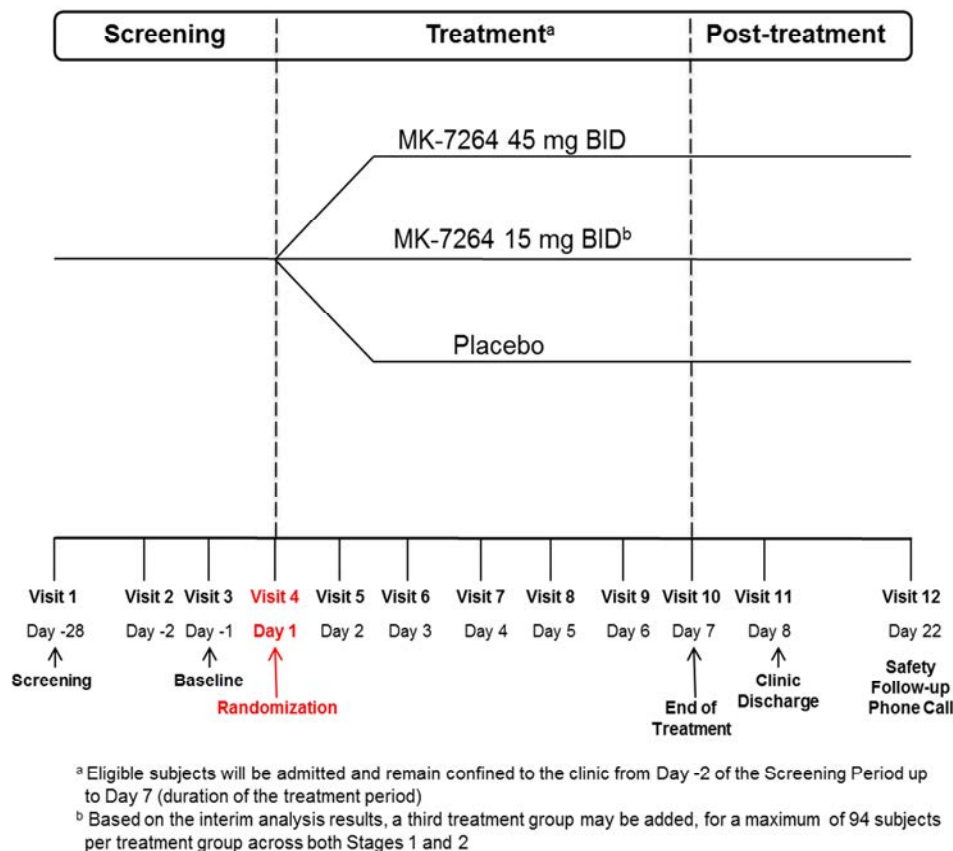 Screening Treatmentᵃ Post-treatment
MK-7264 45 mg BID
MK-7264 15 mg BIDᵇ
Placebo
Visit 1 Visit 2 Visit 3 Visit 4 Visit 5 Visit 6 Visit 7 Visit 8 Visit 9 Visit 10 Visit 11 Visit 12
Day -28 Day -2 Day -1 Day 1 Day 2 Day 3 Day 4 Day 5 Day 6 Day 7 Day 8 Day 22
Screening
Baseline
Randomization
End of
Treatment
Clinic
Discharge
Safety
Follow-up
Phone Call
ᵃ Eligible subjects will be admitted and remain confined to the clinic from Day -2 of the Screening Period up
to Day 7 (duration of the treatment period)
ᵇ Based on the interim analysis results, a third treatment group may be added, for a maximum of 94 subjects
per treatment group across both Stages 1 and 2